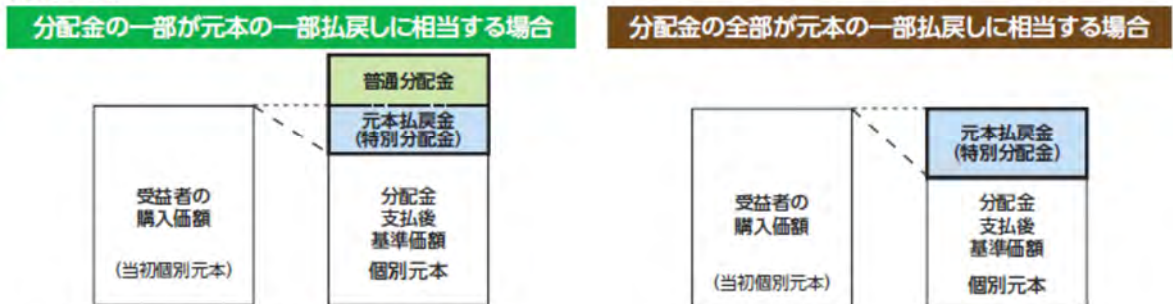 分配金の一部が元本の一部払戻しに相当する場合
普通分配金
元本払戻金
(特別分配金)
受益者の
購入価額
(当初個別元本)
分配金
支払後
基準価額
個別元本
分配金の全部が元本の一部払戻しに相当する場合
元本払戻金
(特別分配金)
受益者の
購入価額
(当初個別元本)
分配金
支払後
基準価額
個別元本